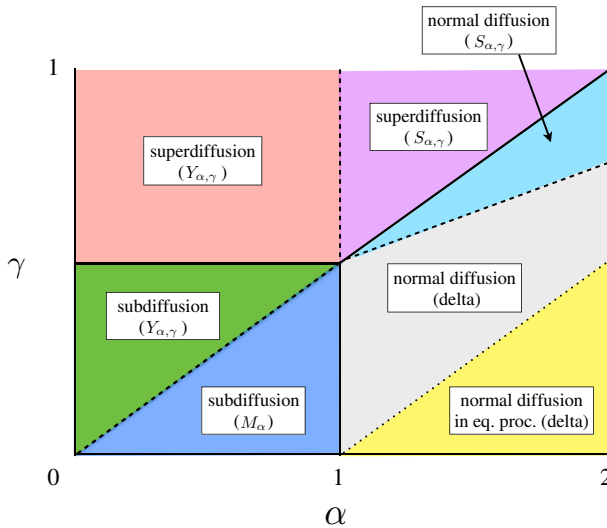 normal diffusion
( S_{α,γ} )
1
superdiffusion
( S_{α,γ} )
superdiffusion
( Y_{α,γ} )
γ
normal diffusion
(delta)
subdiffusion
( Y_{α,γ} )
subdiffusion
( M_α )
normal diffusion
in eq. proc. (delta)
0
1
2
α